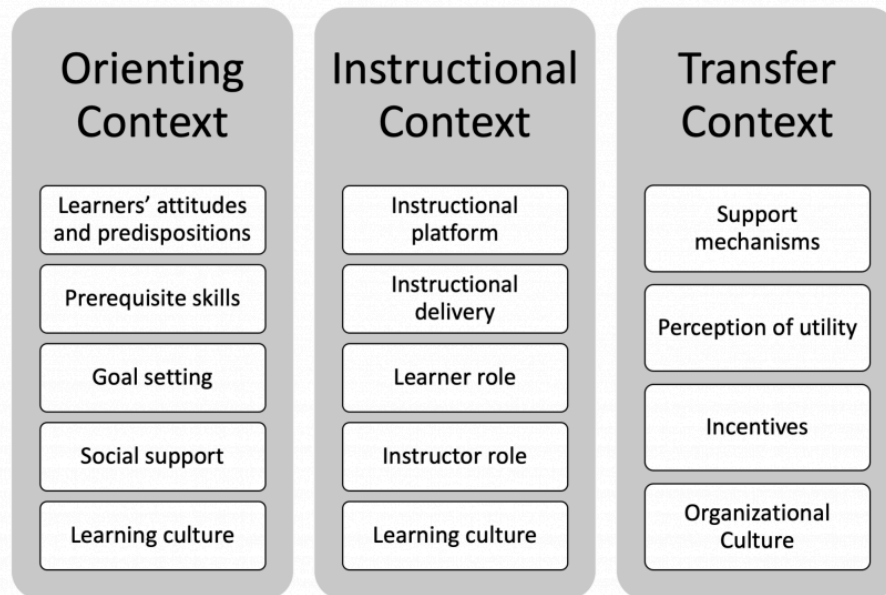 Orienting
Context
Learners’ attitudes
and predispositions
Prerequisite skills
Goal setting
Social support
Learning culture
Instructional
Context
Instructional
platform
Instructional
delivery
Learner role
Instructor role
Learning culture
Transfer
Context
Support
mechanisms
Perception of utility
Incentives
Organizational
Culture